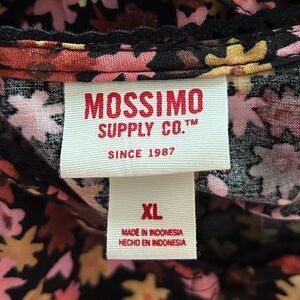 MOSSIMO
SUPPLY CO.™
SINCE 1987
XL
MADE IN INDONESIA
HECHO EN INDONESIA